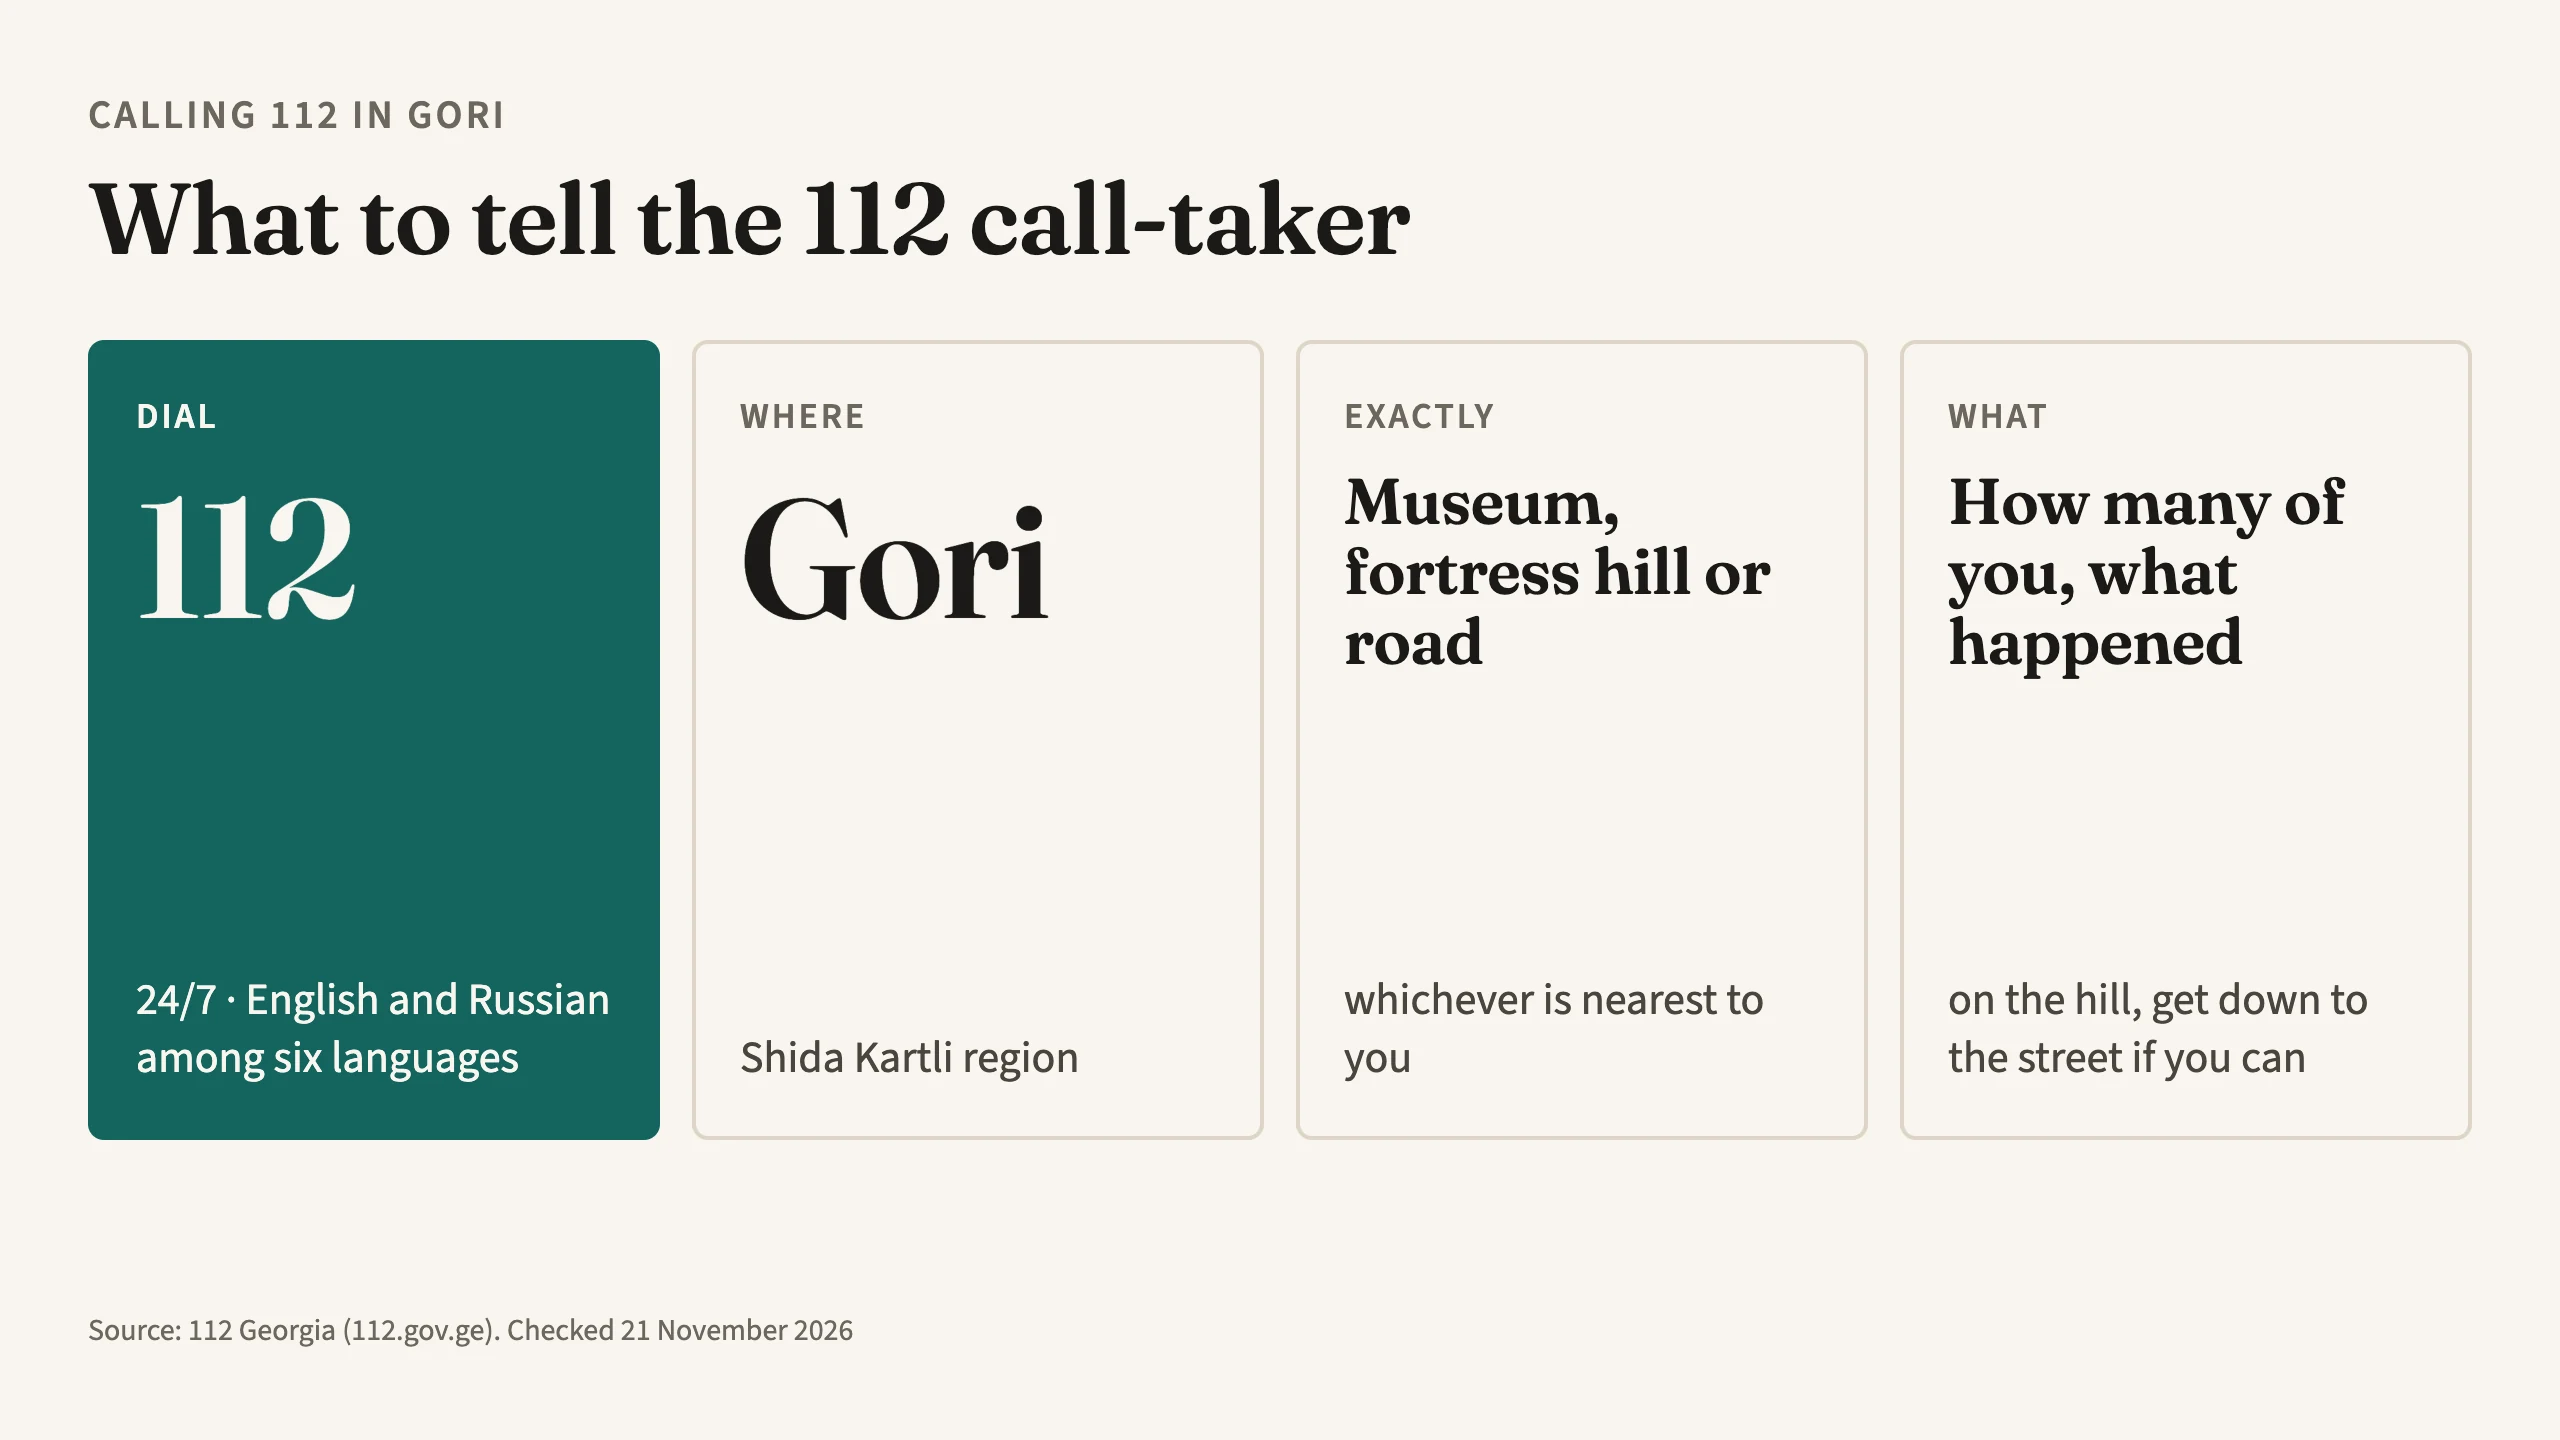 CALLING 112 IN GORI
What to tell the 112 call-taker
DIAL
112
24/7 · English and Russian
among six languages
WHERE
Gori
Shida Kartli region
EXACTLY
Museum,
fortress hill or
road
whichever is nearest to
you
WHAT
How many of
you, what
happened
on the hill, get down to
the street if you can
Source: 112 Georgia (112.gov.ge). Checked 21 November 2026